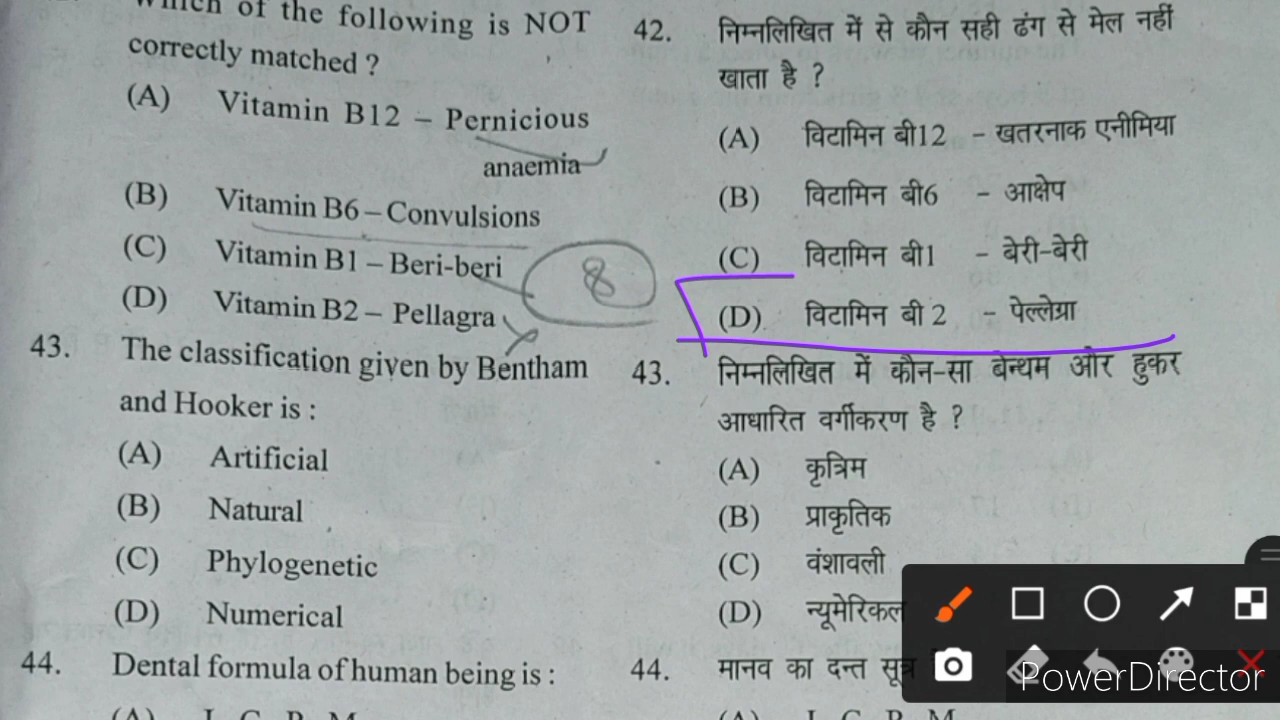 Which of the following is NOT
correctly matched ?
(A) Vitamin B12 – Pernicious
anaemia
(B) Vitamin B6 – Convulsions
(C) Vitamin B1 – Beri-beri
(D) Vitamin B2 – Pellagra
8
43. The classification given by Bentham
and Hooker is :
(A) Artificial
(B) Natural
(C) Phylogenetic
(D) Numerical
44. Dental formula of human being is :
(A) I C P M
42. निम्नलिखित में से कौन सही ढंग से मेल नहीं
खाता है ?
(A) विटामिन बी12 - खतरनाक एनीमिया
(B) विटामिन बी6 - आक्षेप
(C) विटामिन बी1 - बेरी-बेरी
(D) विटामिन बी 2 - पेल्लेग्रा
43. निम्नलिखित में कौन-सा बेन्थम और हुकर
आधारित वर्गीकरण है ?
(A) कृत्रिम
(B) प्राकृतिक
(C) वंशावली
(D) न्यूमेरिकल
44. मानव का दन्त सूत्र
(A) I C P M
PowerDirector